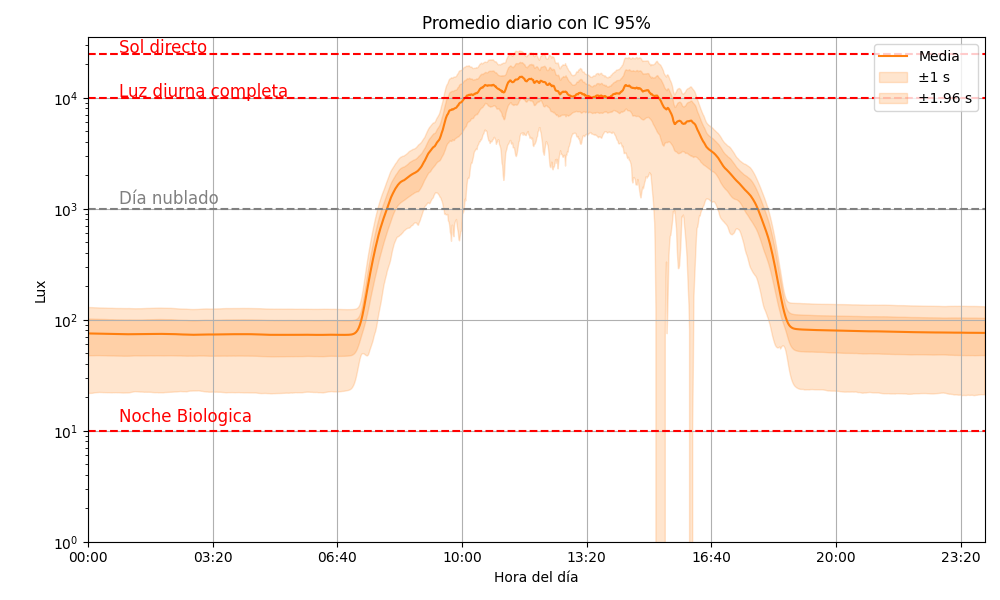 Promedio diario con IC 95%
Sol directo
Luz diurna completa
Día nublado
Noche Biologica
Media
±1 s
±1.96 s
Lux
10⁴
10³
10²
10¹
10⁰
00:00 03:20 06:40 10:00 13:20 16:40 20:00 23:20
Hora del día